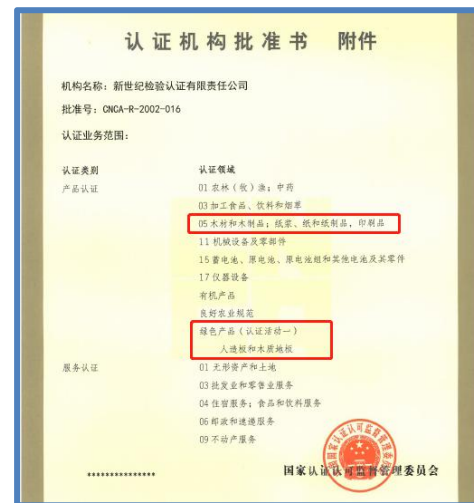 认证机构批准书 附件
机构名称：新世纪检验认证有限责任公司
批准号：CNCA-R-2002-016
认证业务范围：
认证类别 认证领域
产品认证 01 农林（牧）渔；中药
03 加工食品、饮料和烟草
05 木材和木制品；纸浆、纸和纸制品，印刷品
11 机械设备及零部件
15 蓄电池、原电池、原电池组和其他电池及其零件
17 仪器设备
有机产品
良好农业规范
绿色产品（认证活动一）
人造板和木质地板
服务认证 01 无形资产和土地
03 批发业和零售业服务
04 住宿服务；食品和饮料服务
06 邮政和速递服务
09 不动产服务
***************
国家认证认可监督管理委员会